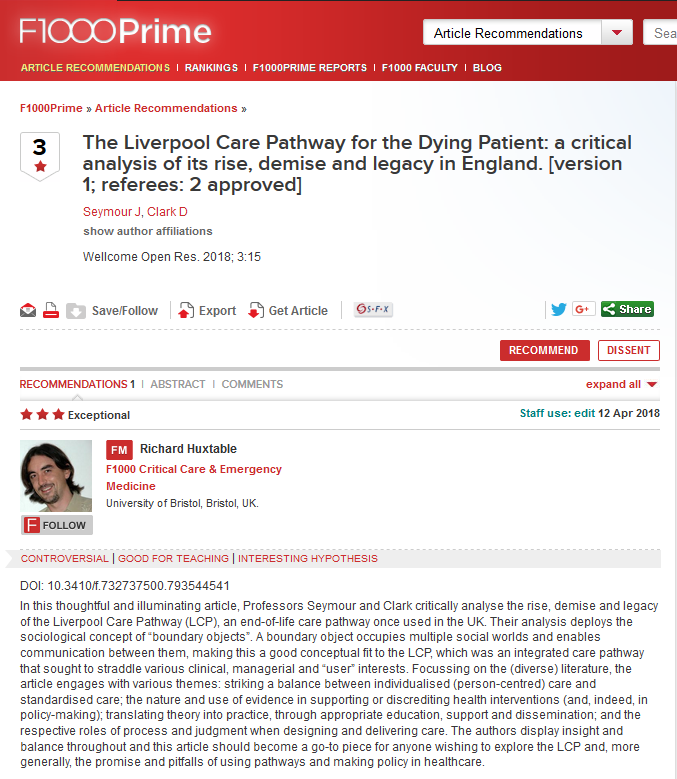 F1000Prime
Article Recommendations
Sea
ARTICLE RECOMMENDATIONS | RANKINGS | F1000PRIME REPORTS | F1000 FACULTY | BLOG
F1000Prime » Article Recommendations »
3
The Liverpool Care Pathway for the Dying Patient: a critical
analysis of its rise, demise and legacy in England. [version
1; referees: 2 approved]
Seymour J, Clark D
show author affiliations
Wellcome Open Res. 2018; 3:15
Save/Follow
Export
Get Article
S·F·X
G+
Share
RECOMMEND
DISSENT
RECOMMENDATIONS 1 | ABSTRACT | COMMENTS
expand all
Exceptional
Staff use: edit 12 Apr 2018
FM Richard Huxtable
F1000 Critical Care & Emergency
Medicine
University of Bristol, Bristol, UK.
F FOLLOW
CONTROVERSIAL | GOOD FOR TEACHING | INTERESTING HYPOTHESIS
DOI: 10.3410/f.732737500.793544541
In this thoughtful and illuminating article, Professors Seymour and Clark critically analyse the rise, demise and legacy
of the Liverpool Care Pathway (LCP), an end-of-life care pathway once used in the UK. Their analysis deploys the
sociological concept of “boundary objects”. A boundary object occupies multiple social worlds and enables
communication between them, making this a good conceptual fit to the LCP, which was an integrated care pathway
that sought to straddle various clinical, managerial and “user” interests. Focussing on the (diverse) literature, the
article engages with various themes: striking a balance between individualised (person-centred) care and
standardised care; the nature and use of evidence in supporting or discrediting health interventions (and, indeed, in
policy-making); translating theory into practice, through appropriate education, support and dissemination; and the
respective roles of process and judgment when designing and delivering care. The authors display insight and
balance throughout and this article should become a go-to piece for anyone wishing to explore the LCP and, more
generally, the promise and pitfalls of using pathways and making policy in healthcare.